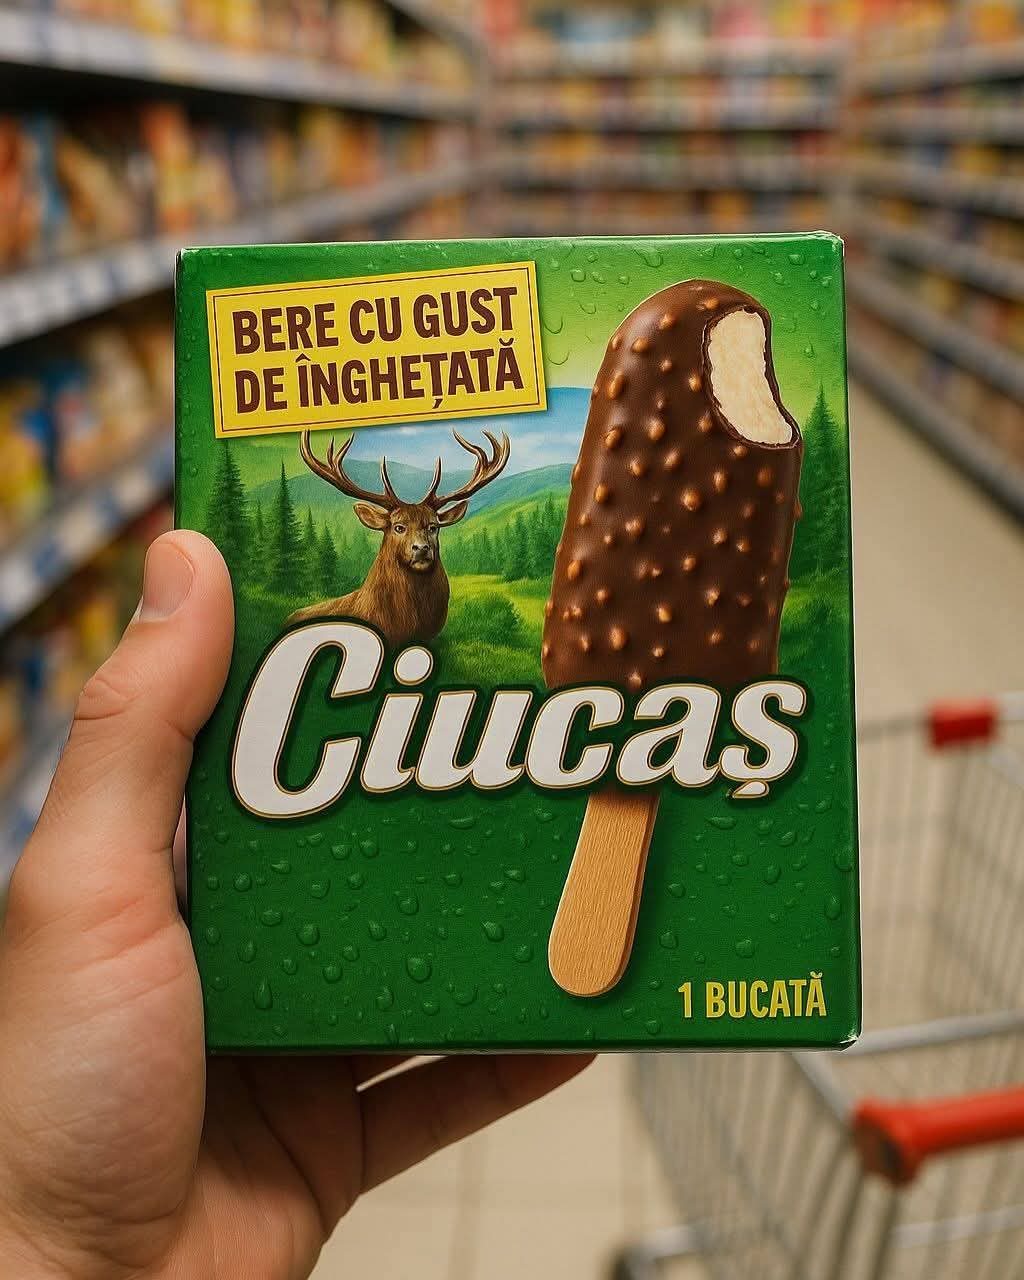 BERE CU GUST
DE ÎNGHEȚATĂ
Ciucaș
1 BUCATĂ